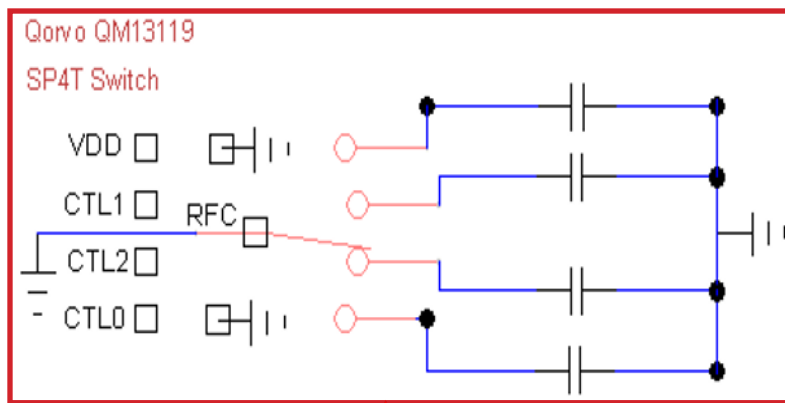 Qorvo QM13119
SP4T Switch
VDD
CTL1
RFC
CTL2
CTL0